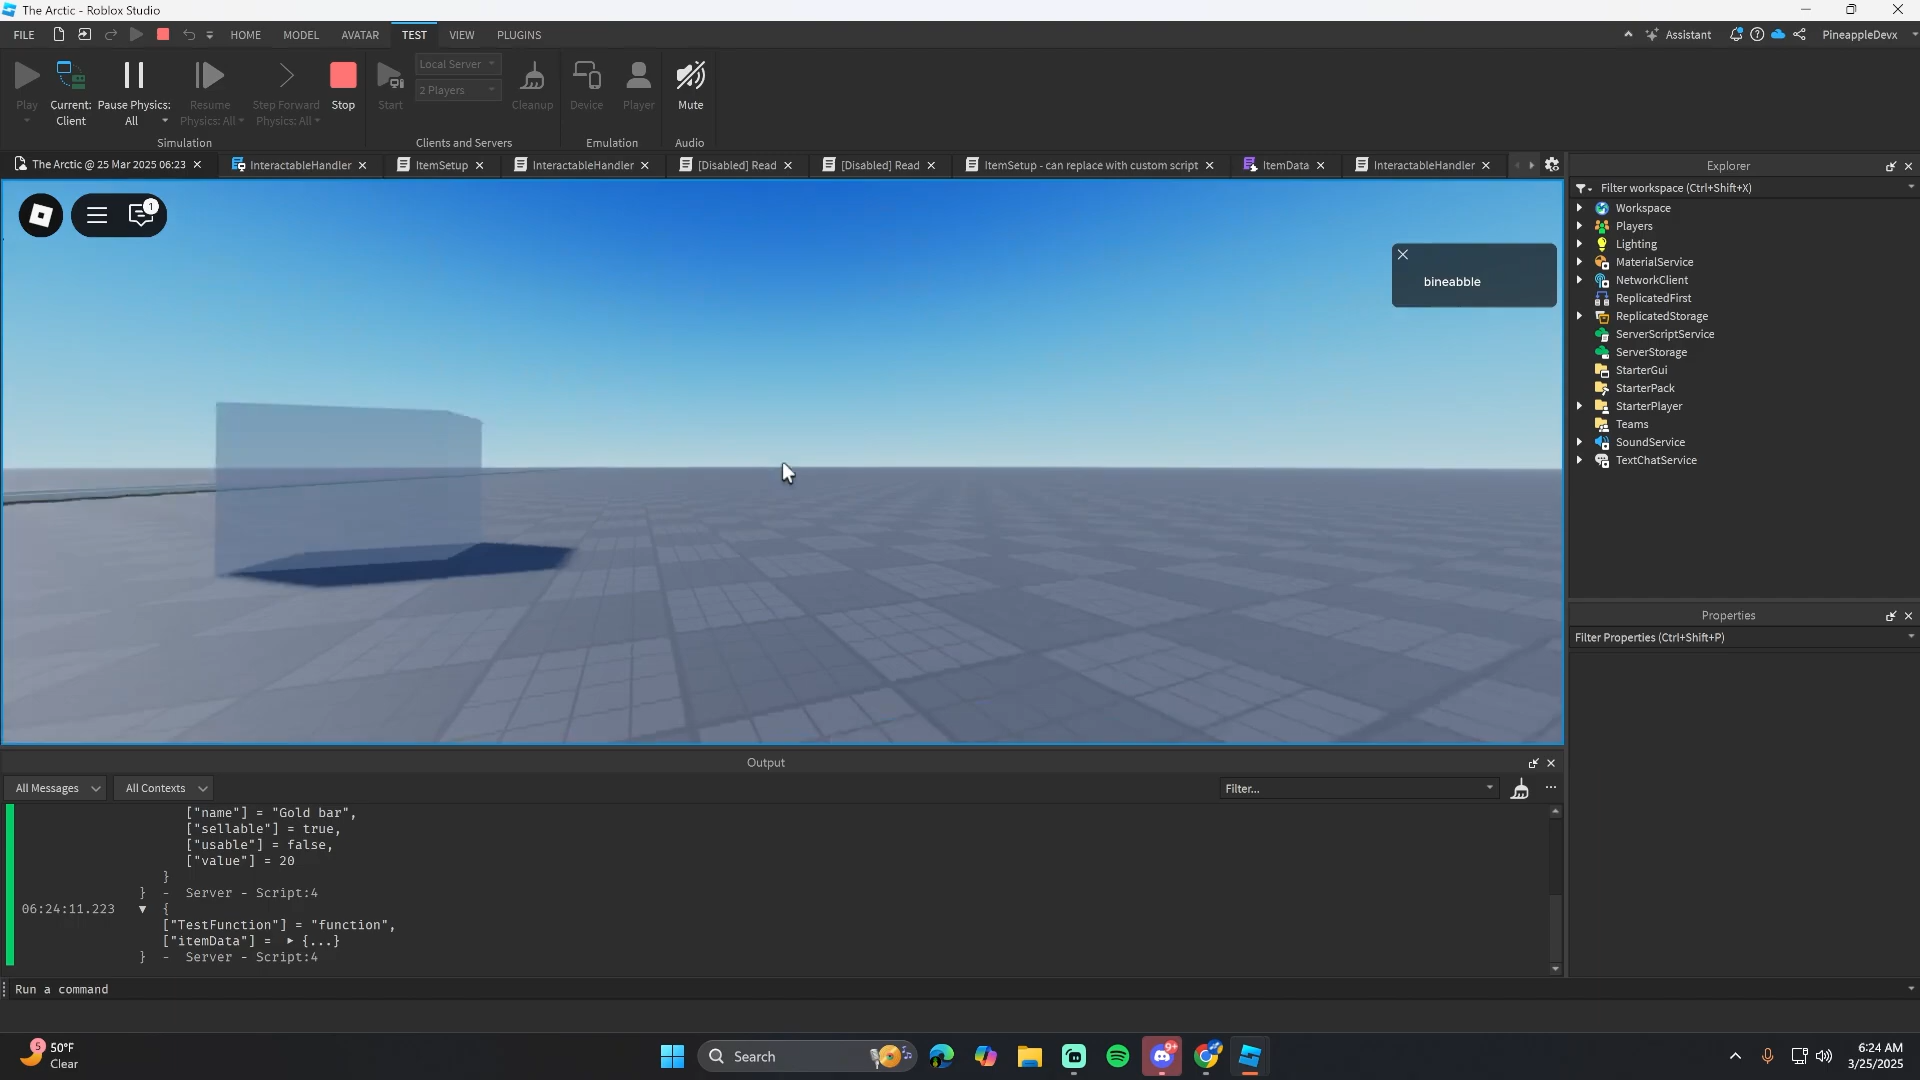 The Arctic - Roblox Studio
FILE HOME MODEL AVATAR TEST VIEW PLUGINS Assistant PineappleDevx
Play Current: Client Pause Physics: All Resume Physics: All Step Forward Physics: All Stop
Start Local Server 2 Players Cleanup Device Player Mute
Simulation Clients and Servers Emulation Audio
The Arctic @ 25 Mar 2025 06:23 InteractableHandler ItemSetup InteractableHandler [Disabled] Read [Disabled] Read ItemSetup - can replace with custom script ItemData InteractableHandler
1
bineabble
Explorer
Filter workspace (Ctrl+Shift+X)
Workspace
Players
Lighting
MaterialService
NetworkClient
ReplicatedFirst
ReplicatedStorage
ServerScriptService
ServerStorage
StarterGui
StarterPack
StarterPlayer
Teams
SoundService
TextChatService
Properties
Filter Properties (Ctrl+Shift+P)
Output
All Messages All Contexts Filter...
["name"] = "Gold bar",
["sellable"] = true,
["usable"] = false,
["value"] = 20
}
} - Server - Script:4
06:24:11.223 ▼ {
["TestFunction"] = "function",
["itemData"] = ▶ {...}
} - Server - Script:4
Run a command
5 50°F
Clear
Search
9+
6:24 AM
3/25/2025